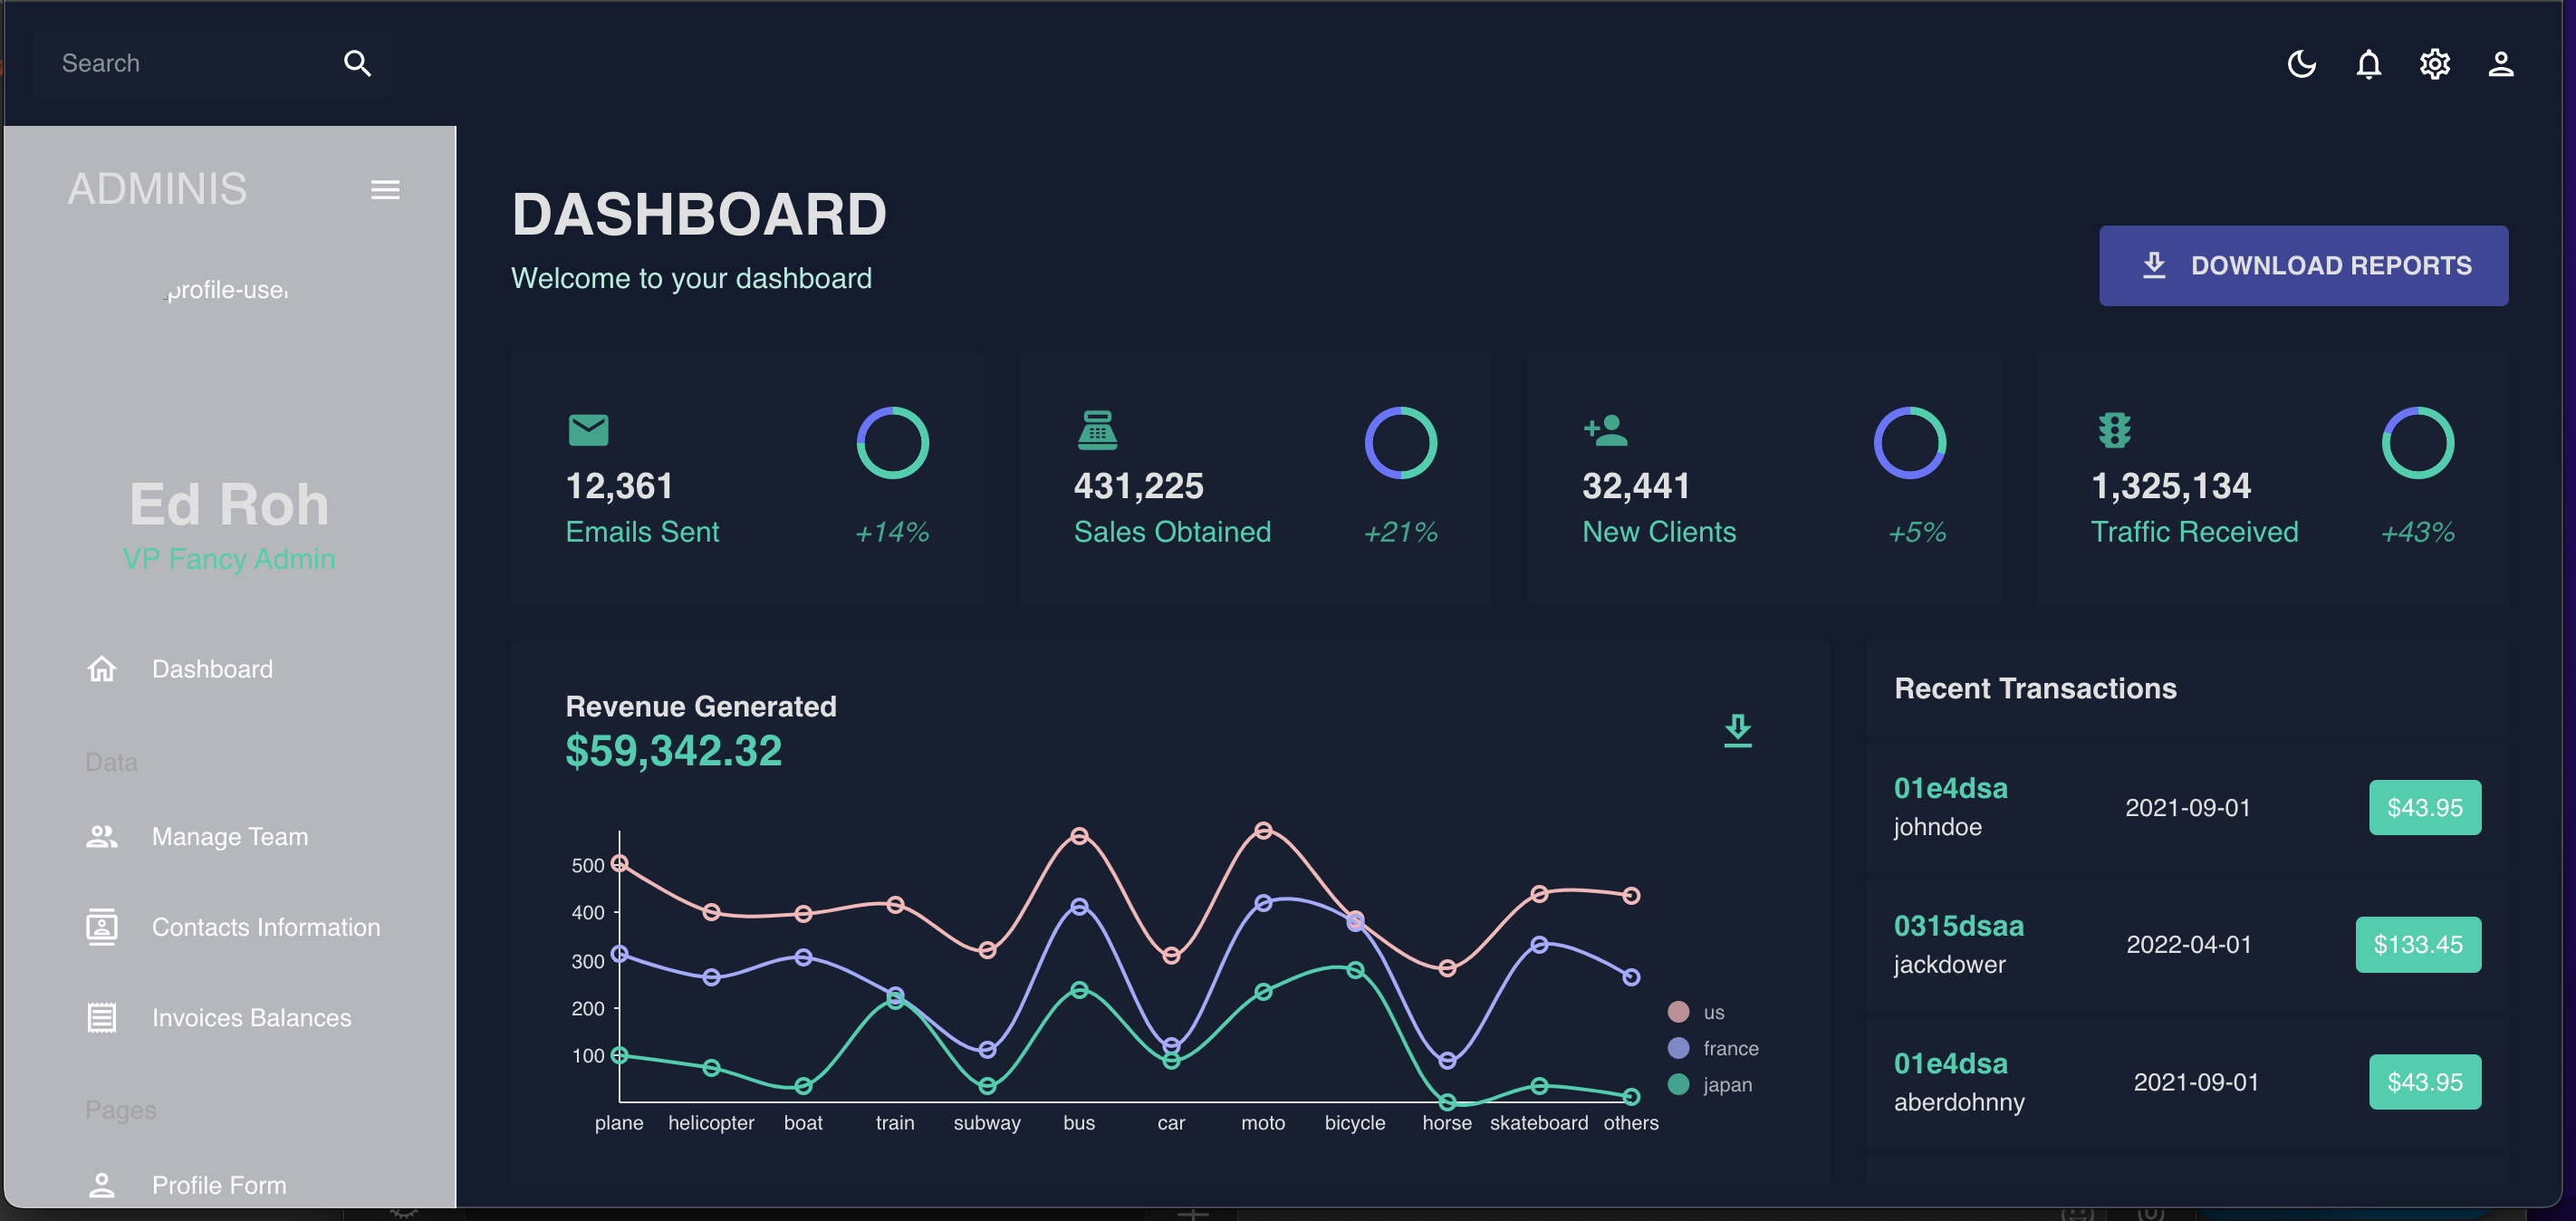 Search
ADMINIS
profile-user
Ed Roh
VP Fancy Admin
Dashboard
Data
Manage Team
Contacts Information
Invoices Balances
Pages
Profile Form
DASHBOARD
Welcome to your dashboard
DOWNLOAD REPORTS
12,361
Emails Sent
+14%
431,225
Sales Obtained
+21%
32,441
New Clients
+5%
1,325,134
Traffic Received
+43%
Revenue Generated
$59,342.32
500
400
300
200
100
plane helicopter boat train subway bus car moto bicycle horse skateboard others
us
france
japan
Recent Transactions
01e4dsa
johndoe
2021-09-01
$43.95
0315dsaa
jackdower
2022-04-01
$133.45
01e4dsa
aberdohnny
2021-09-01
$43.95